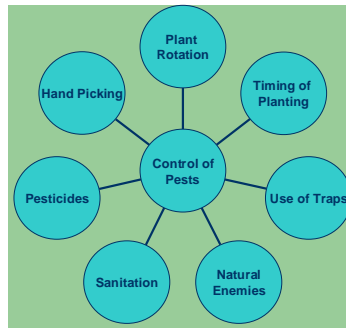 Plant
Rotation
Timing of
Planting
Hand Picking
Control of
Pests
Pesticides
Use of Traps
Sanitation
Natural
Enemies